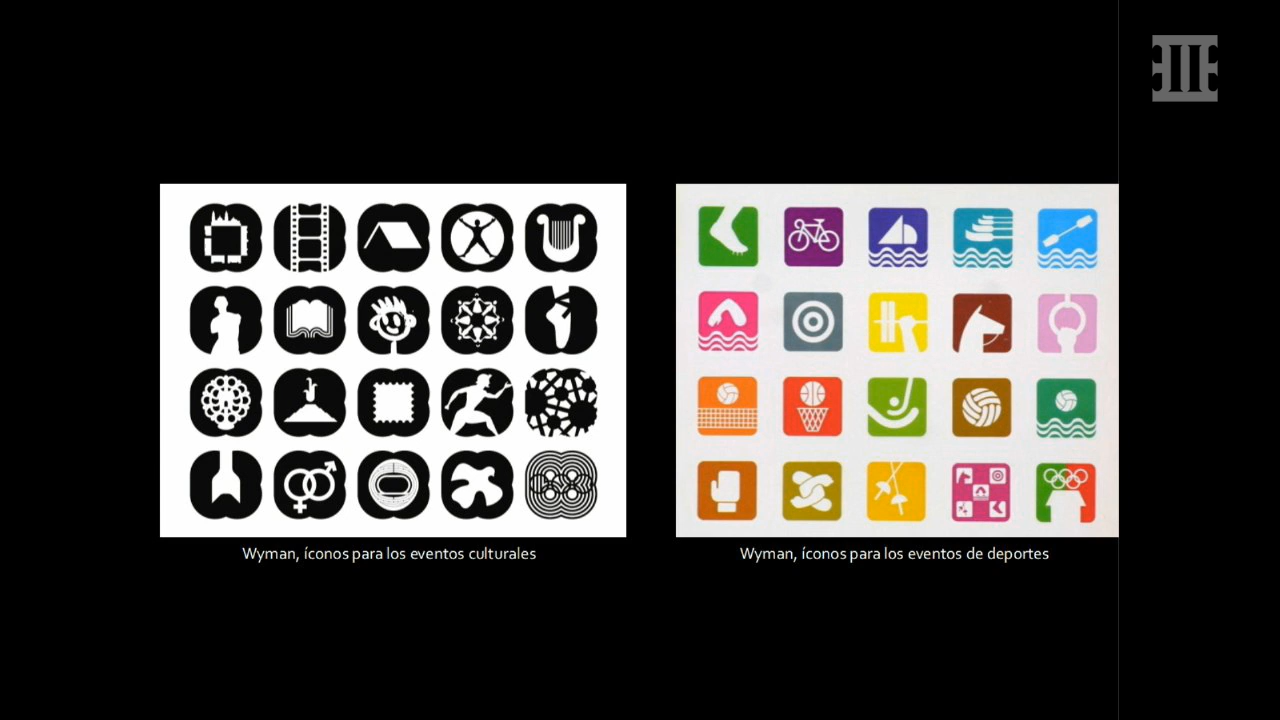 Wyman, íconos para los eventos culturales
Wyman, íconos para los eventos de deportes